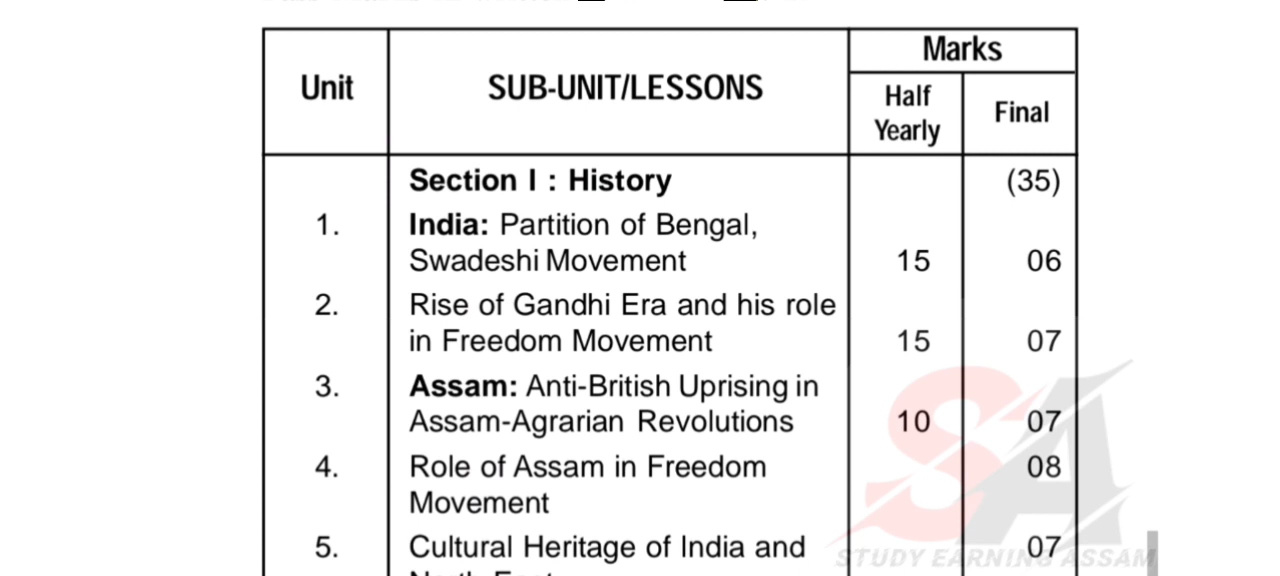 Marks
Unit SUB-UNIT/LESSONS Half Yearly Final
Section I : History (35)
1. India: Partition of Bengal,
Swadeshi Movement 15 06
2. Rise of Gandhi Era and his role
in Freedom Movement 15 07
3. Assam: Anti-British Uprising in
Assam-Agrarian Revolutions 10 07
4. Role of Assam in Freedom 08
Movement
5. Cultural Heritage of India and 07
SA
STUDY EARNING ASSAM